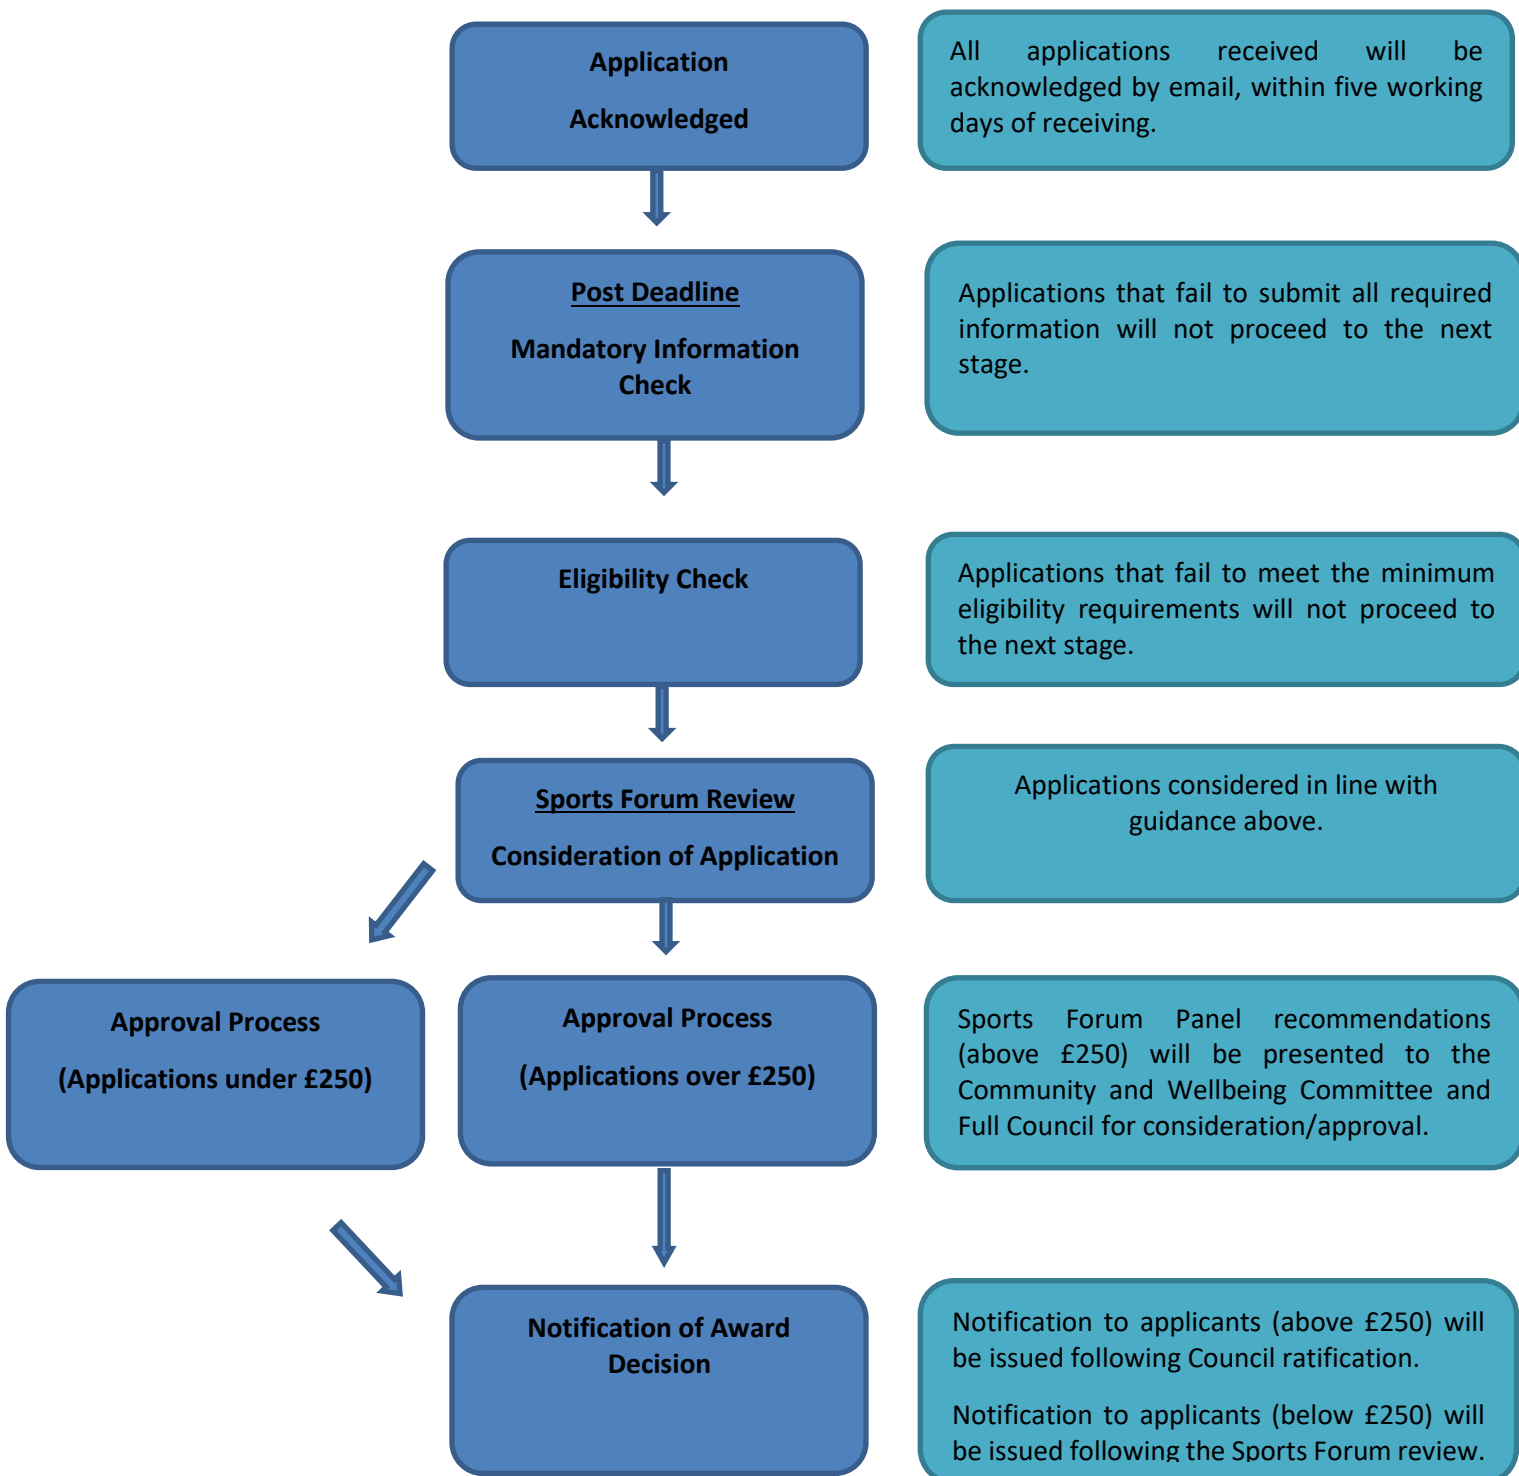 Application
Acknowledged
All applications received will be
acknowledged by email, within five working
days of receiving.
Post Deadline
Mandatory Information
Check
Applications that fail to submit all required
information will not proceed to the next
stage.
Eligibility Check
Applications that fail to meet the minimum
eligibility requirements will not proceed to
the next stage.
Sports Forum Review
Consideration of Application
Applications considered in line with
guidance above.
Approval Process
(Applications under £250)
Approval Process
(Applications over £250)
Sports Forum Panel recommendations
(above £250) will be presented to the
Community and Wellbeing Committee and
Full Council for consideration/approval.
Notification of Award
Decision
Notification to applicants (above £250) will
be issued following Council ratification.
Notification to applicants (below £250) will
be issued following the Sports Forum review.